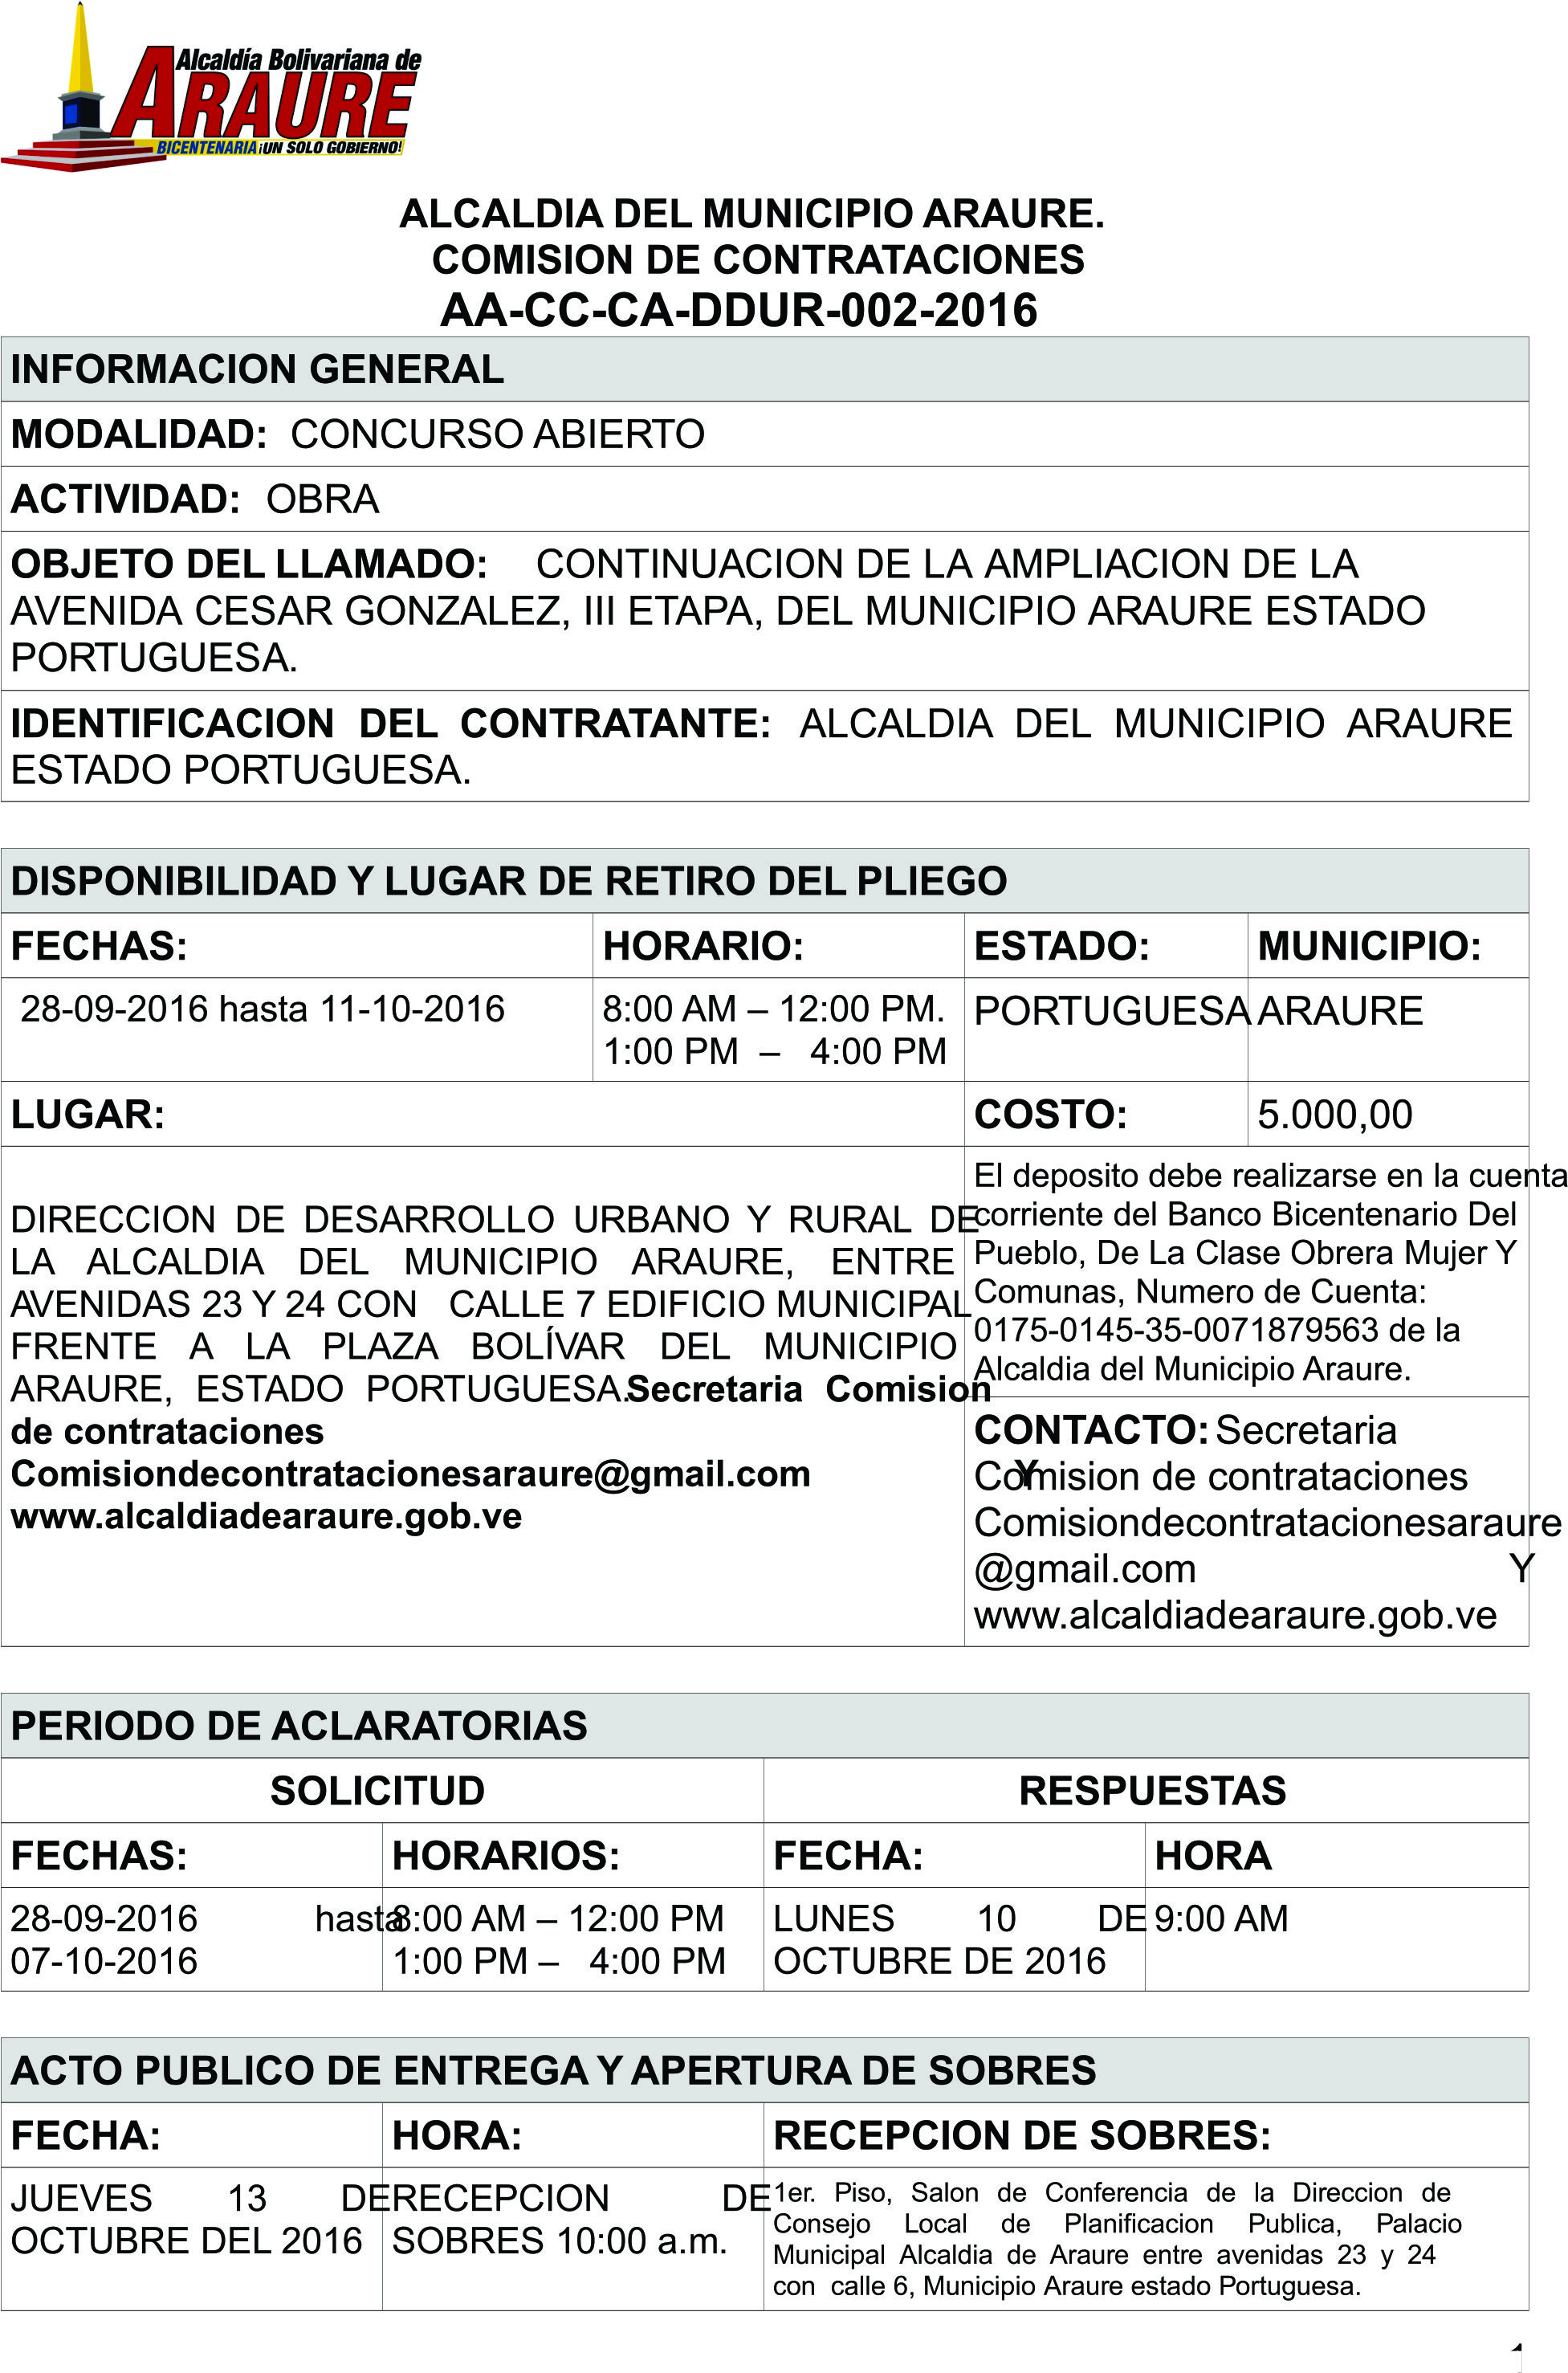 Alcaldía Bolivariana de
ARAURE
BICENTENARIA ¡UN SOLO GOBIERNO!
ALCALDIA DEL MUNICIPIO ARAURE.
COMISION DE CONTRATACIONES
AA-CC-CA-DDUR-002-2016
INFORMACION GENERAL
MODALIDAD: CONCURSO ABIERTO
ACTIVIDAD: OBRA
OBJETO DEL LLAMADO: CONTINUACION DE LA AMPLIACION DE LA
AVENIDA CESAR GONZALEZ, III ETAPA, DEL MUNICIPIO ARAURE ESTADO
PORTUGUESA.
IDENTIFICACION DEL CONTRATANTE: ALCALDIA DEL MUNICIPIO ARAURE
ESTADO PORTUGUESA.
DISPONIBILIDAD Y LUGAR DE RETIRO DEL PLIEGO
FECHAS: HORARIO: ESTADO: MUNICIPIO:
28-09-2016 hasta 11-10-2016
8:00 AM – 12:00 PM.
1:00 PM – 4:00 PM
PORTUGUESA
ARAURE
LUGAR:
COSTO: 5.000,00
DIRECCION DE DESARROLLO URBANO Y RURAL DE
LA ALCALDIA DEL MUNICIPIO ARAURE, ENTRE
AVENIDAS 23 Y 24 CON CALLE 7 EDIFICIO MUNICIPAL
FRENTE A LA PLAZA BOLÍVAR DEL MUNICIPIO
ARAURE, ESTADO PORTUGUESA.Secretaria Comision
de contrataciones Y
Comisiondecontratacionesaraure@gmail.com
www.alcaldiadearaure.gob.ve
El deposito debe realizarse en la cuenta
corriente del Banco Bicentenario Del
Pueblo, De La Clase Obrera Mujer Y
Comunas, Numero de Cuenta:
0175-0145-35-0071879563 de la
Alcaldia del Municipio Araure.
CONTACTO: Secretaria
Comision de contrataciones
Comisiondecontratacionesaraure
@gmail.com Y
www.alcaldiadearaure.gob.ve
PERIODO DE ACLARATORIAS
SOLICITUD RESPUESTAS
FECHAS: HORARIOS: FECHA: HORA
28-09-2016 hasta
07-10-2016
8:00 AM – 12:00 PM
1:00 PM – 4:00 PM
LUNES 10 DE
OCTUBRE DE 2016
9:00 AM
ACTO PUBLICO DE ENTREGA Y APERTURA DE SOBRES
FECHA: HORA: RECEPCION DE SOBRES:
JUEVES 13 DE
OCTUBRE DEL 2016
RECEPCION DE
SOBRES 10:00 a.m.
1er. Piso, Salon de Conferencia de la Direccion de
Consejo Local de Planificacion Publica, Palacio
Municipal Alcaldia de Araure entre avenidas 23 y 24
con calle 6, Municipio Araure estado Portuguesa.
1